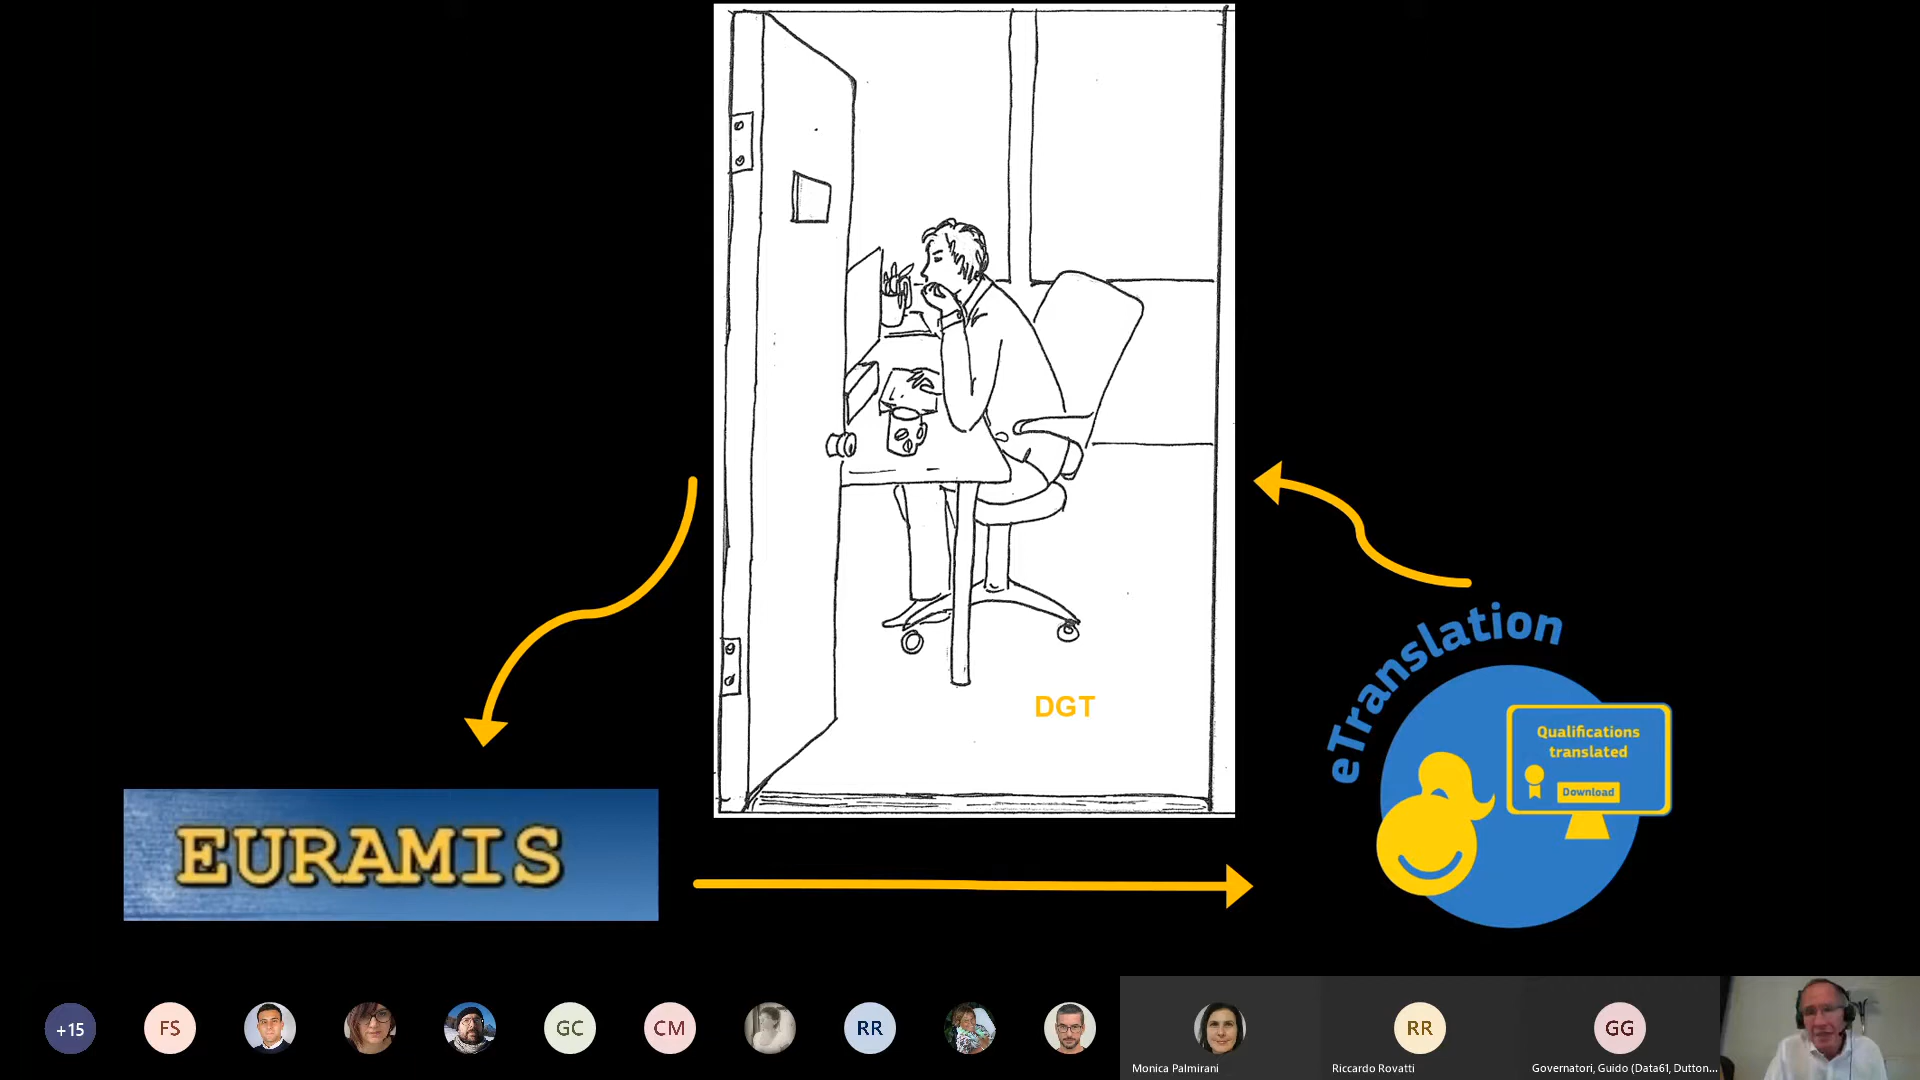 DGT
eTranslation
Qualifications
translated
Download
EURAMIS
+15
FS
GC
CM
RR
RR
GG
Monica Palmirani
Riccardo Rovatti
Governatori, Guido (Data61, Dutton...